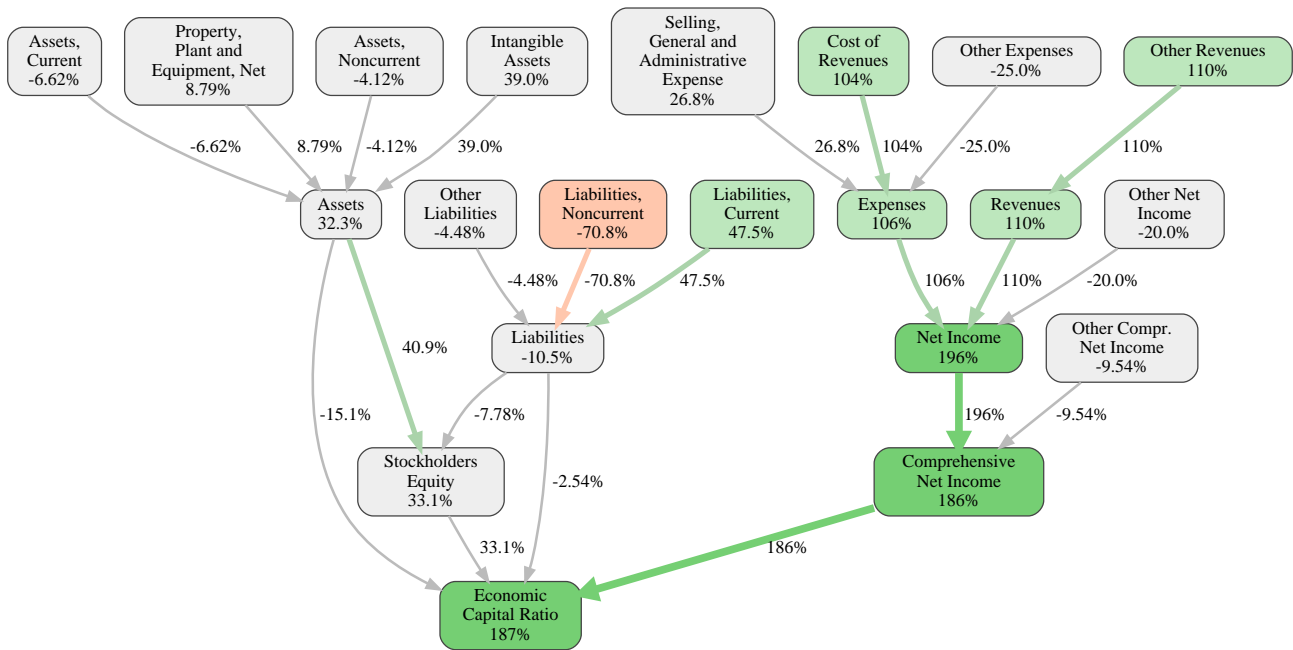 Assets,
Current
-6.62%
Property,
Plant and
Equipment, Net
8.79%
Assets,
Noncurrent
-4.12%
Intangible
Assets
39.0%
Selling,
General and
Administrative
Expense
26.8%
Cost of
Revenues
104%
Other Expenses
-25.0%
Other Revenues
110%
-6.62%
8.79%
-4.12%
39.0%
26.8%
104%
-25.0%
110%
Assets
32.3%
Other
Liabilities
-4.48%
Liabilities,
Noncurrent
-70.8%
Liabilities,
Current
47.5%
Expenses
106%
Revenues
110%
Other Net
Income
-20.0%
-4.48%
-70.8%
47.5%
106%
110%
-20.0%
40.9%
Liabilities
-10.5%
Net Income
196%
Other Compr.
Net Income
-9.54%
-15.1%
-7.78%
196%
-9.54%
Stockholders
Equity
33.1%
-2.54%
Comprehensive
Net Income
186%
33.1%
186%
Economic
Capital Ratio
187%